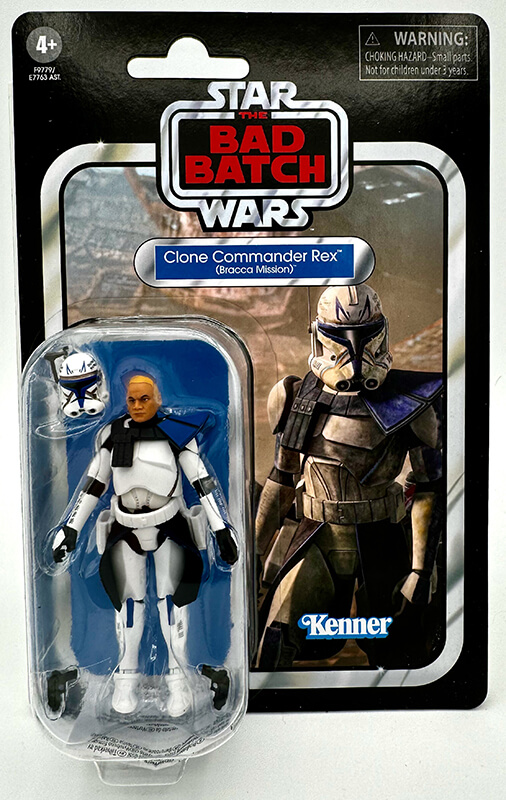 4+
F9779/
E7763 AST.
⚠ WARNING:
CHOKING HAZARD-Small parts.
Not for children under 3 years.
STAR
THE
BAD
BATCH
WARS
Clone Commander Rex™
(Bracca Mission)™
Kenner